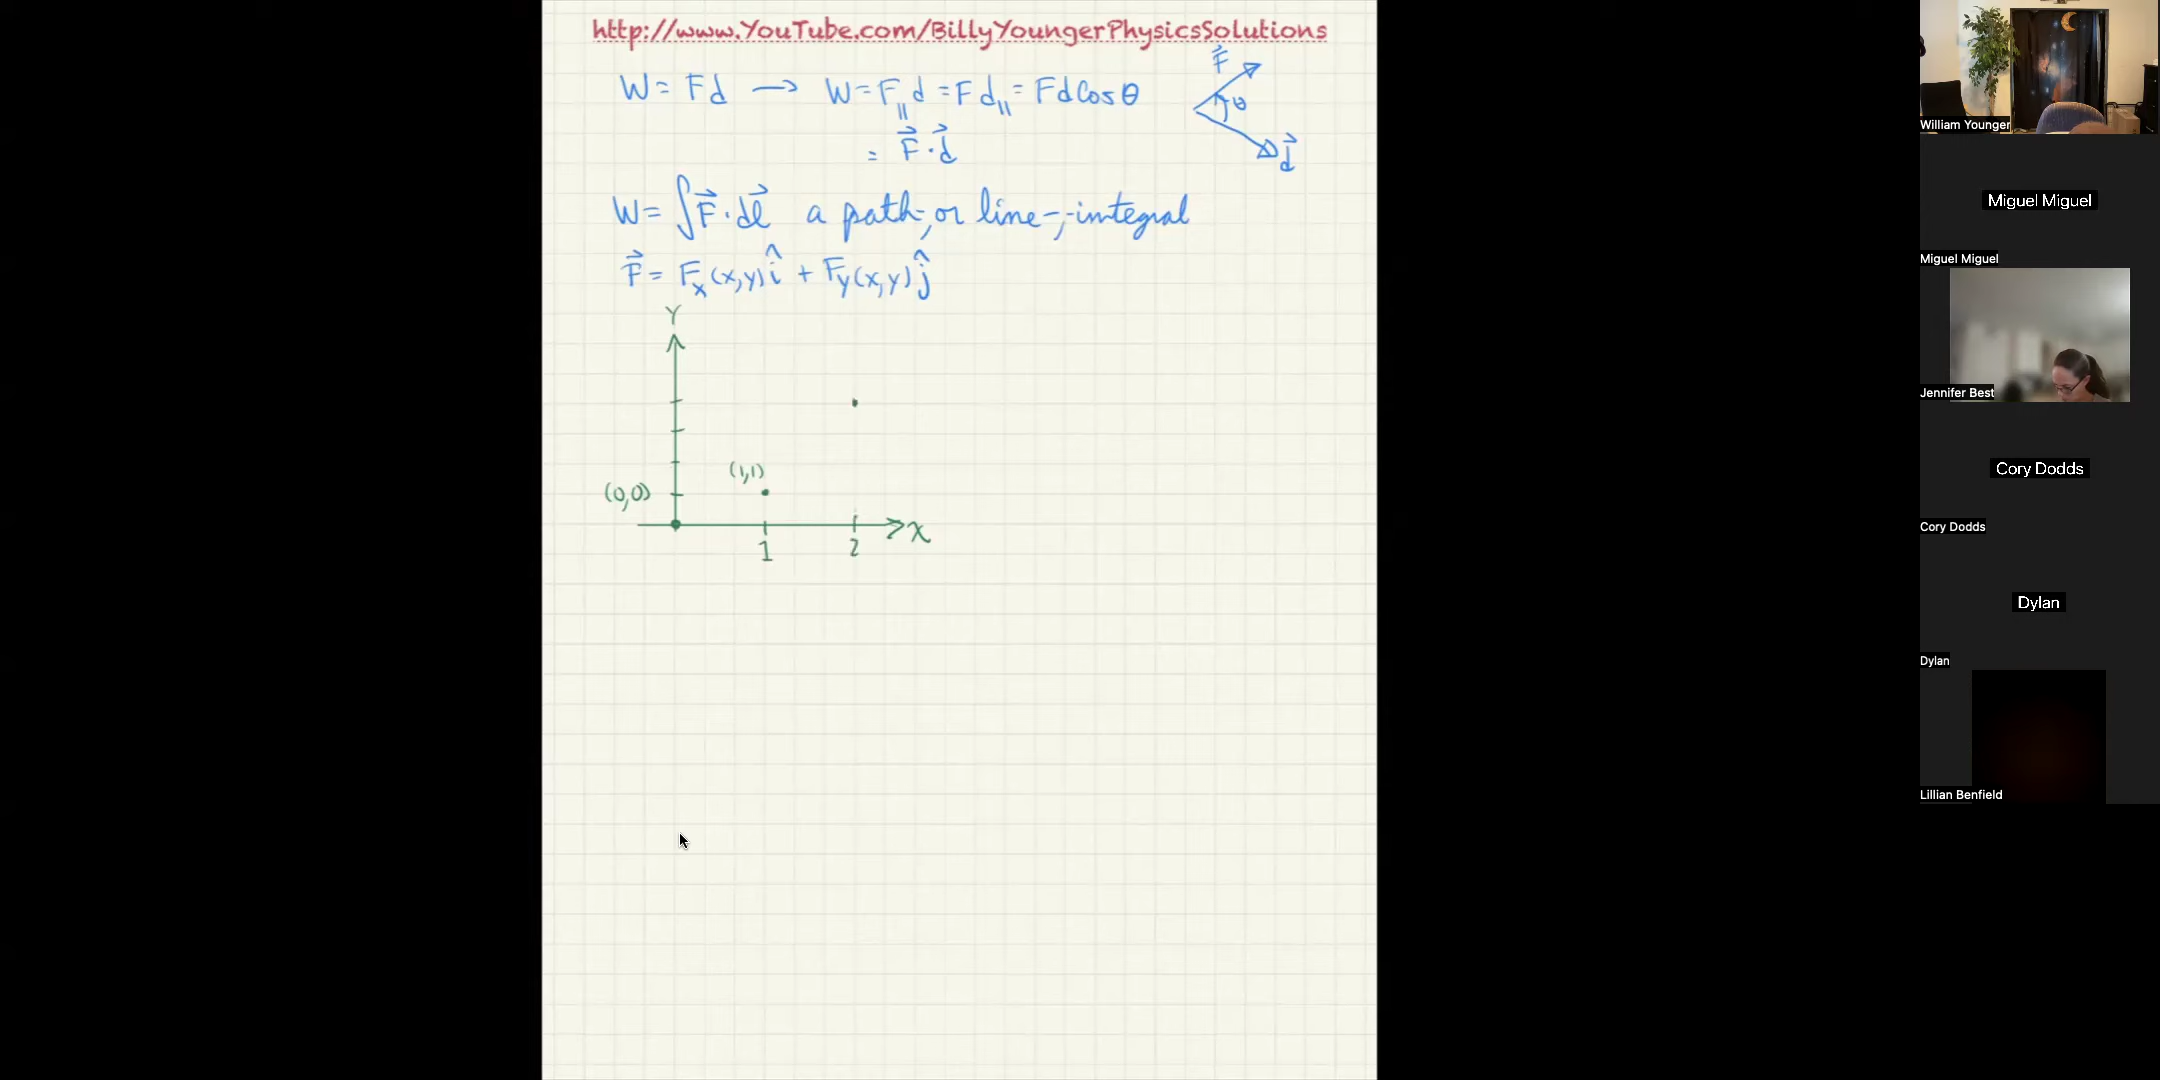 http://www.YouTube.com/BillyYoungerPhysicsSolutions
W = Fd → W = F∥ d = F d∥ = Fd Cos θ
= F⃗ · d⃗
F⃗
θ
d⃗
W = ∫ F⃗ · dl⃗ a path-, or line-, -integral
F⃗ = Fx (x,y) î + Fy (x,y) ĵ
Y
(1,1)
(0,0)
X
1 2
William Younger
Miguel Miguel
Miguel Miguel
Jennifer Best
Cory Dodds
Cory Dodds
Dylan
Dylan
Lillian Benfield